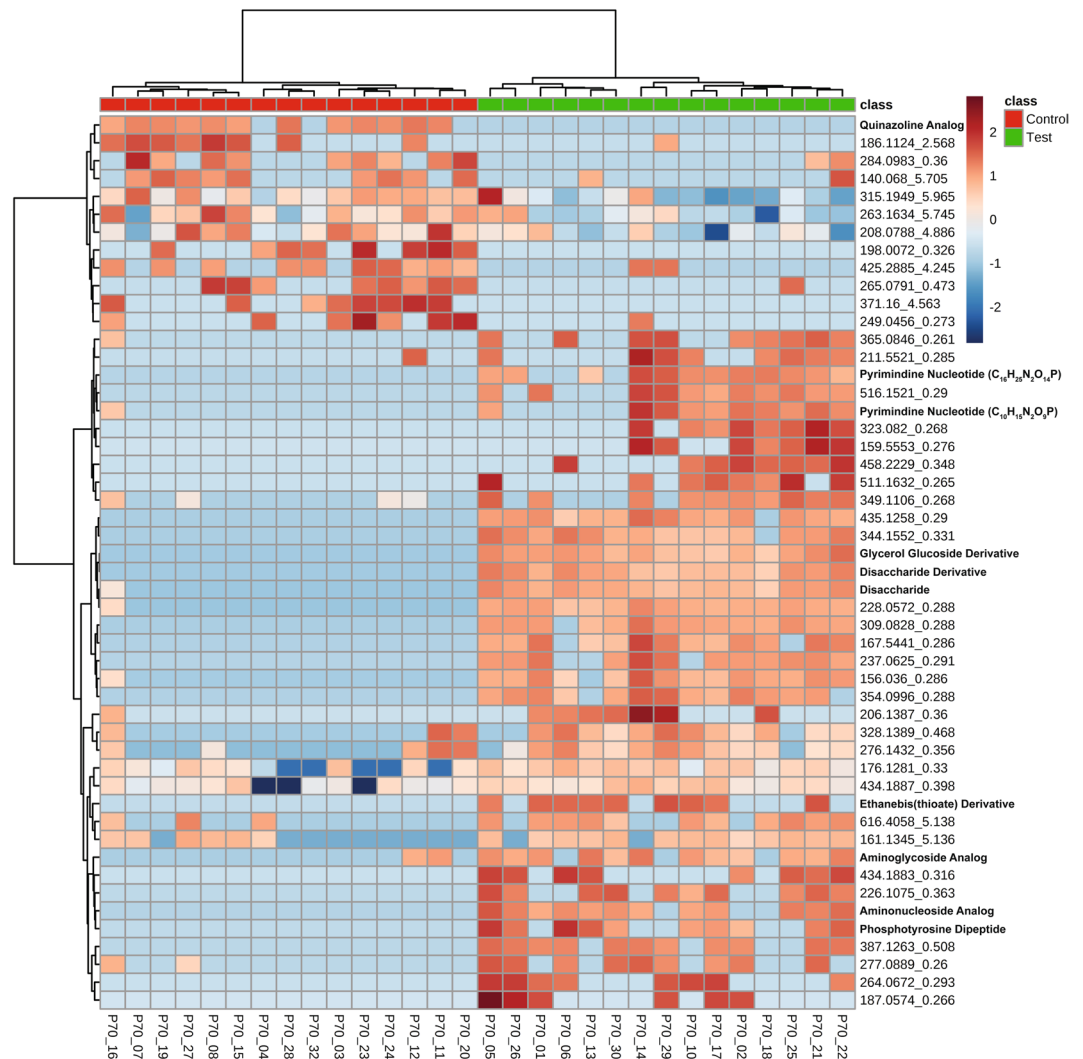 class
Quinazoline Analog
186.1124_2.568
284.0983_0.36
140.068_5.705
315.1949_5.965
263.1634_5.745
208.0788_4.886
198.0072_0.326
425.2885_4.245
265.0791_0.473
371.16_4.563
249.0456_0.273
365.0846_0.261
211.5521_0.285
Pyrimindine Nucleotide (C₁₆H₂₅N₂O₁₄P)
516.1521_0.29
Pyrimindine Nucleotide (C₁₀H₁₅N₂O₉P)
323.082_0.268
159.5553_0.276
458.2229_0.348
511.1632_0.265
349.1106_0.268
435.1258_0.29
344.1552_0.331
Glycerol Glucoside Derivative
Disaccharide Derivative
Disaccharide
228.0572_0.288
309.0828_0.288
167.5441_0.286
237.0625_0.291
156.036_0.286
354.0996_0.288
206.1387_0.36
328.1389_0.468
276.1432_0.356
176.1281_0.33
434.1887_0.398
Ethanebis(thioate) Derivative
616.4058_5.138
161.1345_5.136
Aminoglycoside Analog
434.1883_0.316
226.1075_0.363
Aminonucleoside Analog
Phosphotyrosine Dipeptide
387.1263_0.508
277.0889_0.26
264.0672_0.293
187.0574_0.266
2
1
0
-1
-2
class
Control
Test
P70_16
P70_07
P70_19
P70_27
P70_08
P70_15
P70_04
P70_28
P70_32
P70_03
P70_23
P70_24
P70_12
P70_11
P70_20
P70_05
P70_26
P70_01
P70_06
P70_13
P70_30
P70_14
P70_29
P70_10
P70_17
P70_02
P70_18
P70_25
P70_21
P70_22